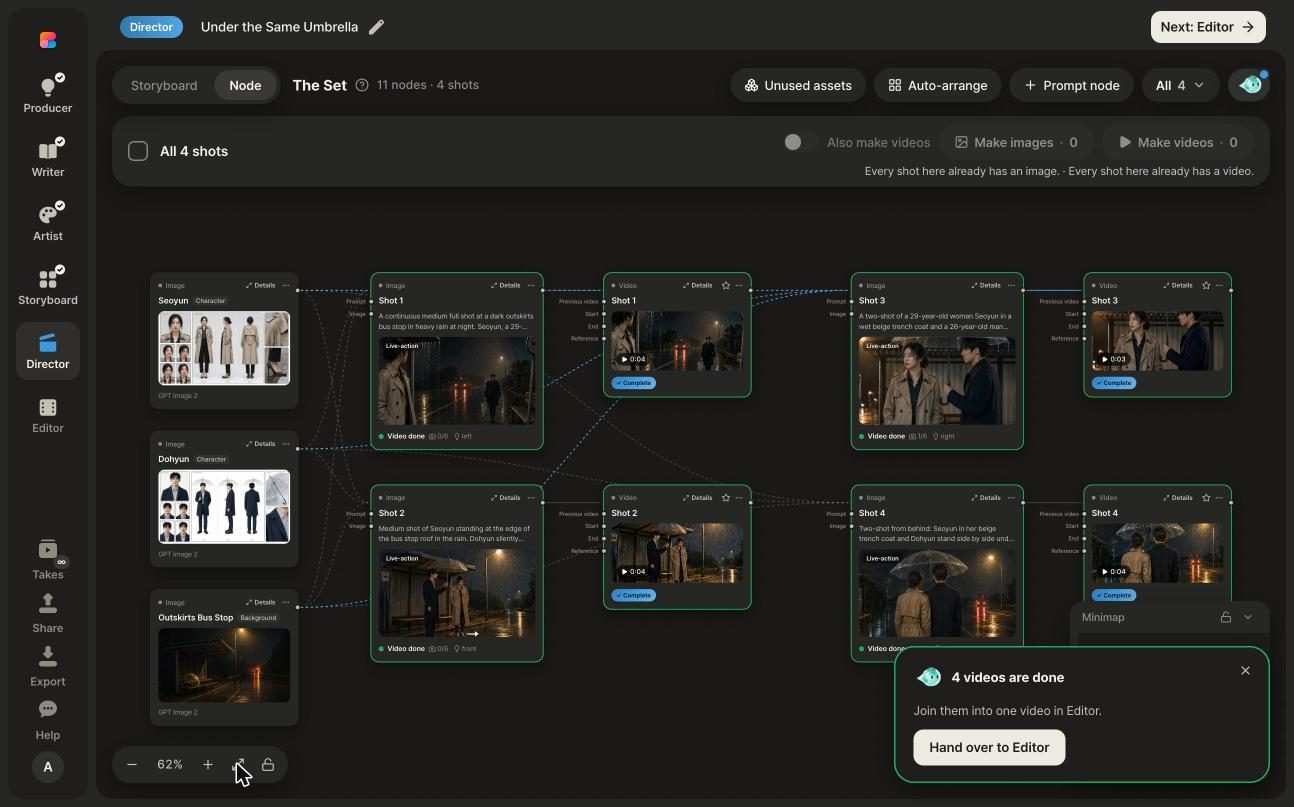 Director
Under the Same Umbrella
Next: Editor
Producer
Writer
Artist
Storyboard
Director
Editor
Takes
Share
Export
Help
A
Storyboard
Node
The Set
11 nodes · 4 shots
Unused assets
Auto-arrange
Prompt node
All 4
All 4 shots
Also make videos
Make images · 0
Make videos · 0
Every shot here already has an image. · Every shot here already has a video.
Image
Details
Seoyun
Character
GPT Image 2
Image
Details
Dohyun
Character
GPT Image 2
Image
Details
Outskirts Bus Stop
Background
GPT Image 2
Prompt
Image
Image
Details
Shot 1
A continuous medium full shot at a dark outskirts
bus stop in heavy rain at night. Seoyun, a 29-...
Live-action
Video done
0/6
left
Previous video
Start
End
Reference
Video
Details
Shot 1
0:04
Complete
Prompt
Image
Image
Details
Shot 3
A two-shot of a 29-year-old woman Seoyun in a
wet beige trench coat and a 26-year-old man...
Live-action
Video done
1/6
right
Previous video
Start
End
Reference
Video
Details
Shot 3
0:03
Complete
Prompt
Image
Image
Details
Shot 2
Medium shot of Seoyun standing at the edge of
the bus stop roof in the rain. Dohyun silently...
Live-action
Video done
0/6
front
Previous video
Start
End
Reference
Video
Details
Shot 2
0:04
Complete
Prompt
Image
Image
Details
Shot 4
Two-shot from behind: Seoyun in her beige
trench coat and Dohyun stand side by side und...
Live-action
Video done
Previous video
Start
End
Reference
Video
Details
Shot 4
0:04
Complete
Minimap
4 videos are done
Join them into one video in Editor.
Hand over to Editor
62%